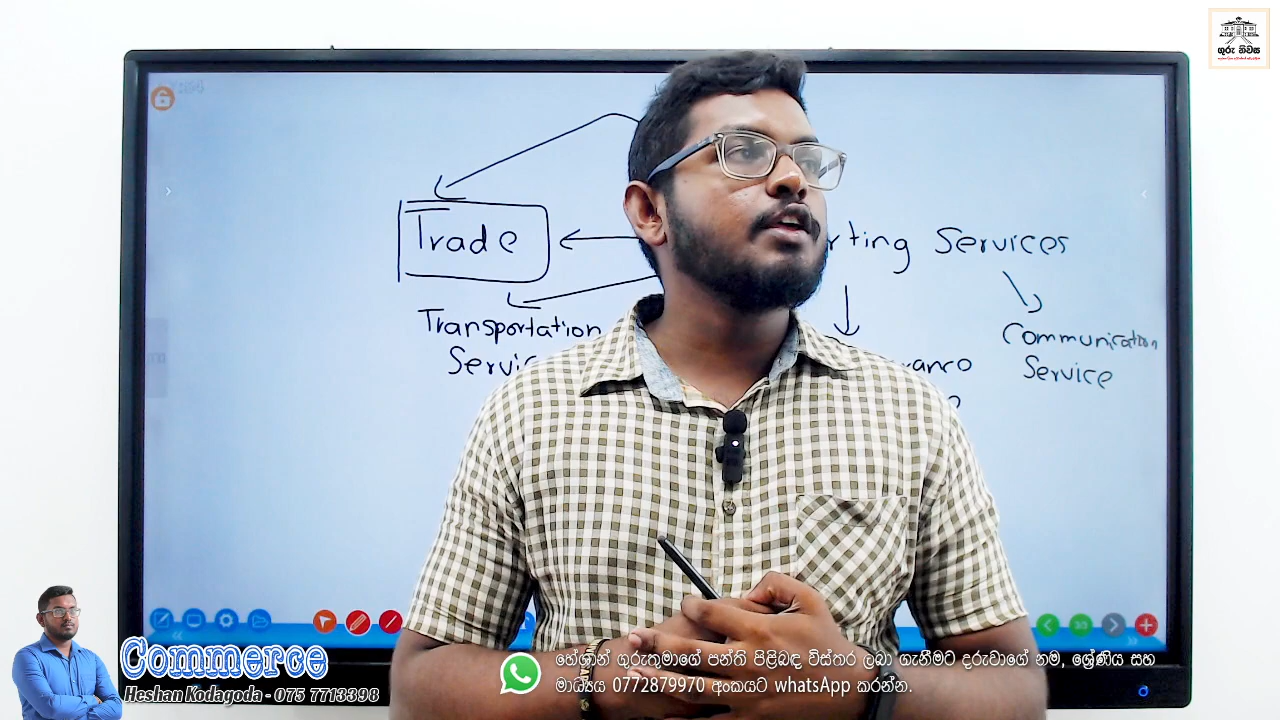 ගුරු නිවස
Trade
rting Services
Transportation
Communication
Service
Commerce
Heshan Kodagoda - 075 7713398
හේශාන් ගුරුතුමාගේ පන්ති පිළිබඳ විස්තර ලබා ගැනීමට දරුවාගේ නම, ශ්‍රේණිය සහ
මාධ්‍යය 0772879970 අංකයට whatsApp කරන්න.